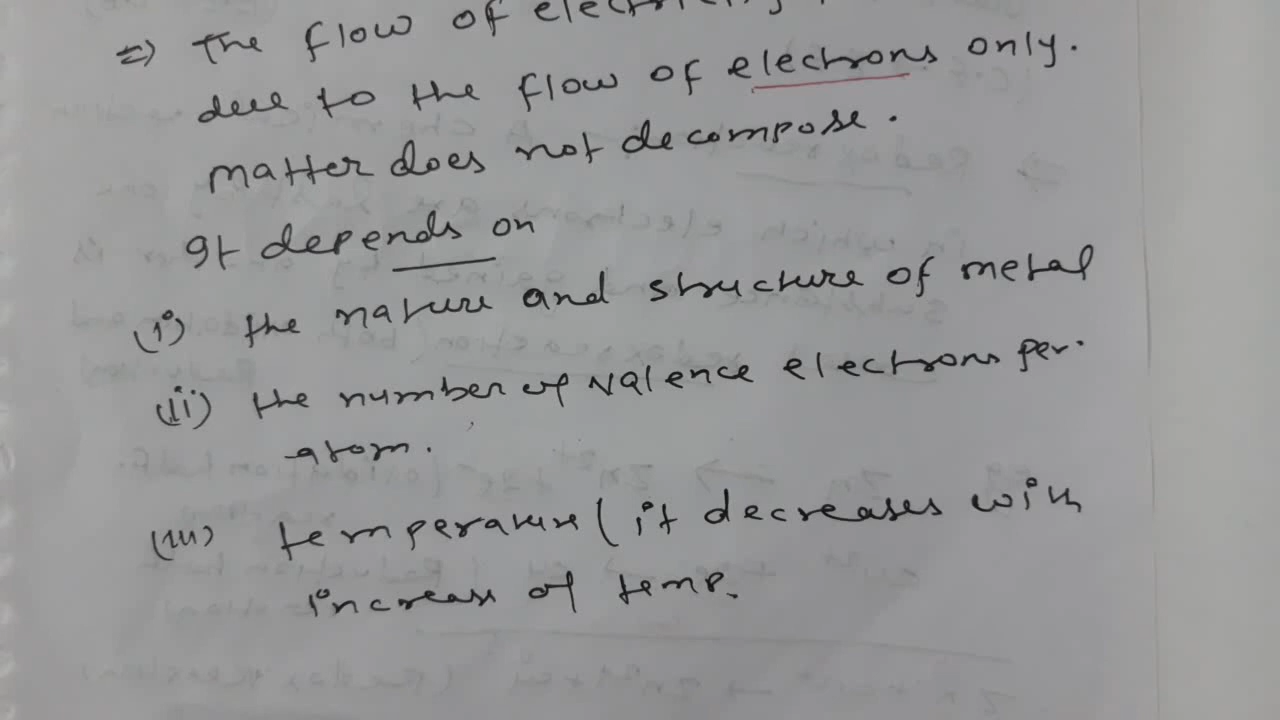 =) The flow of electricity
due to the flow of electrons only.
matter does not decompose.
It depends on
(i) the nature and structure of metal
(ii) the number of valence electrons per.
atom.
(iii) temperature (it decreases with
increase of temp.